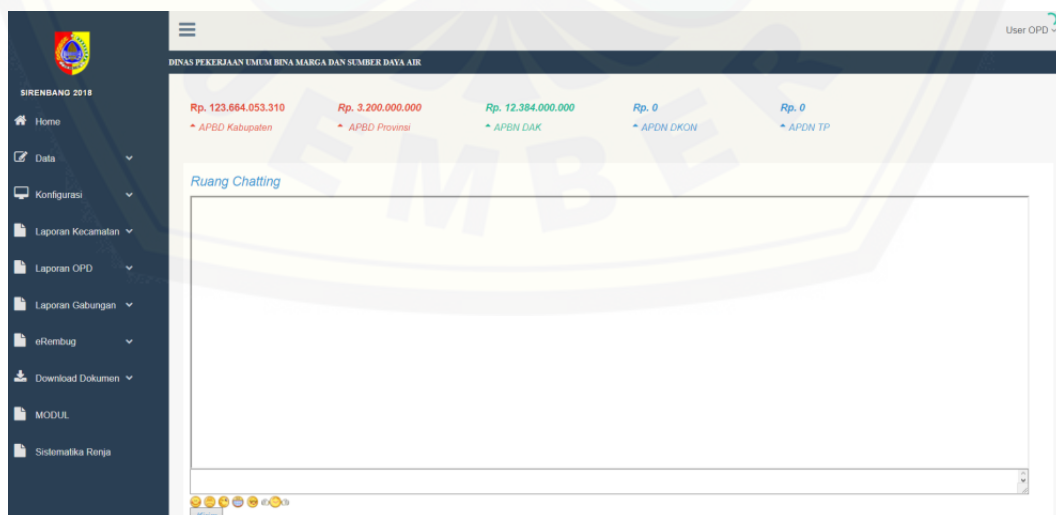 User OPD
DINAS PEKERJAAN UMUM BINA MARGA DAN SUMBER DAYA AIR
SIRENBANG 2018
Home
Data
Konfigurasi
Laporan Kecamatan
Laporan OPD
Laporan Gabungan
eRembug
Download Dokumen
MODUL
Sistematika Renja
Rp. 123.664.053.310
APBD Kabupaten
Rp. 3.200.000.000
APBD Provinsi
Rp. 12.384.000.000
APBN DAK
Rp. 0
APDN DKON
Rp. 0
APDN TP
Ruang Chatting